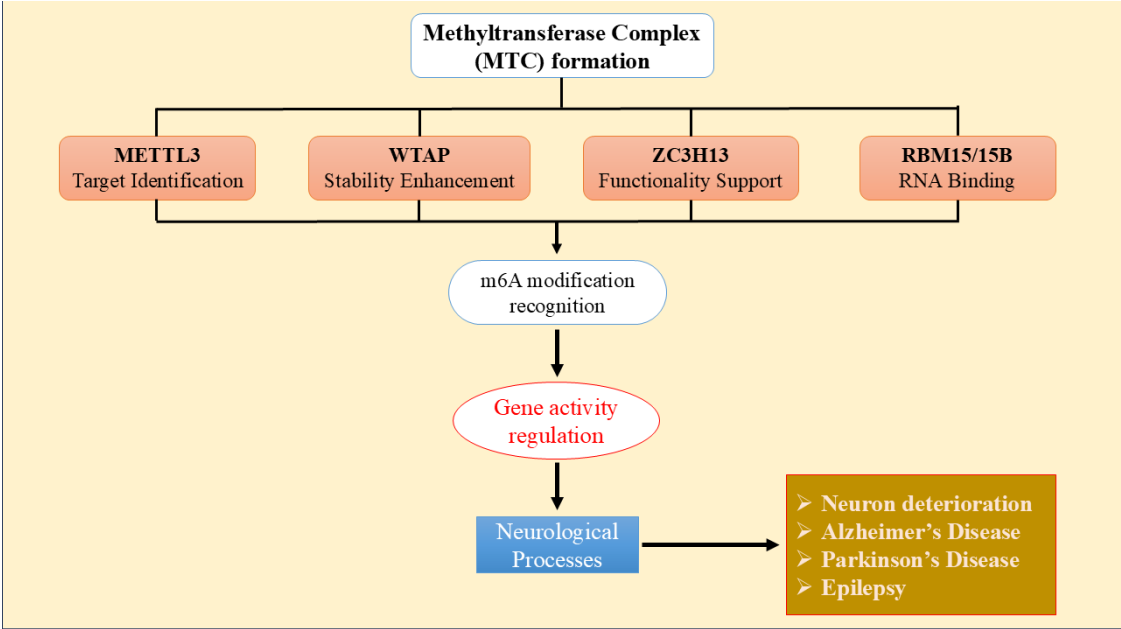 Methyltransferase Complex
(MTC) formation
METTL3
Target Identification
WTAP
Stability Enhancement
ZC3H13
Functionality Support
RBM15/15B
RNA Binding
m6A modification
recognition
Gene activity
regulation
Neurological
Processes
➢ Neuron deterioration
➢ Alzheimer’s Disease
➢ Parkinson’s Disease
➢ Epilepsy